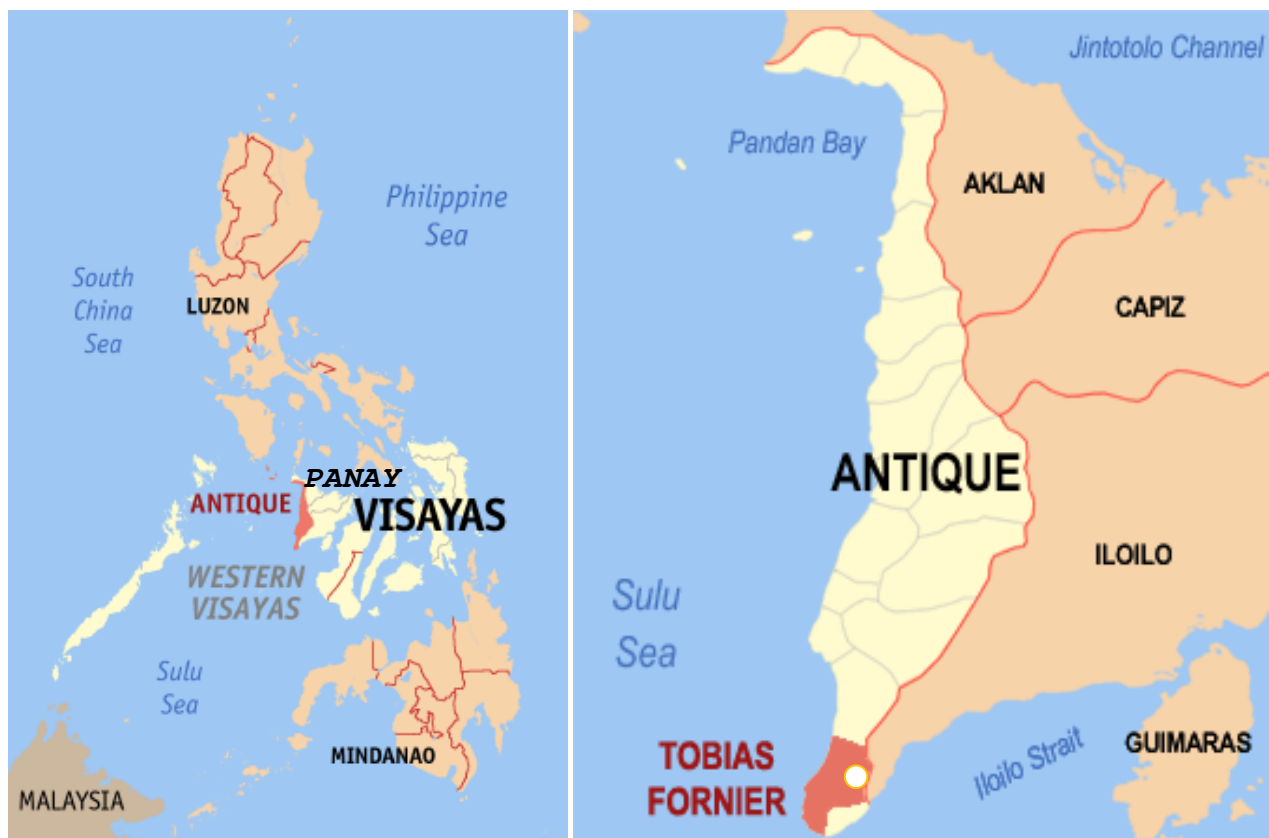 Philippine
Sea
South
China
Sea
LUZON
PANAY
ANTIQUE
VISAYAS
WESTERN
VISAYAS
Sulu
Sea
MINDANAO
MALAYSIA
Jintotolo Channel
Pandan Bay
AKLAN
CAPIZ
ANTIQUE
ILOILO
Sulu
Sea
TOBIAS
FORNIER
Iloilo Strait
GUIMARAS